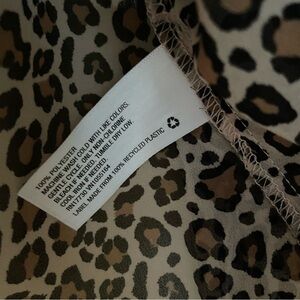 100% POLYESTER
MACHINE WASH COLD WITH LIKE COLORS.
GENTLE CYCLE. ONLY NON-CHLORINE
BLEACH IF NEEDED. TUMBLE DRY LOW.
COOL IRON IF NEEDED.
LABEL MADE FROM 100% RECYCLED PLASTIC